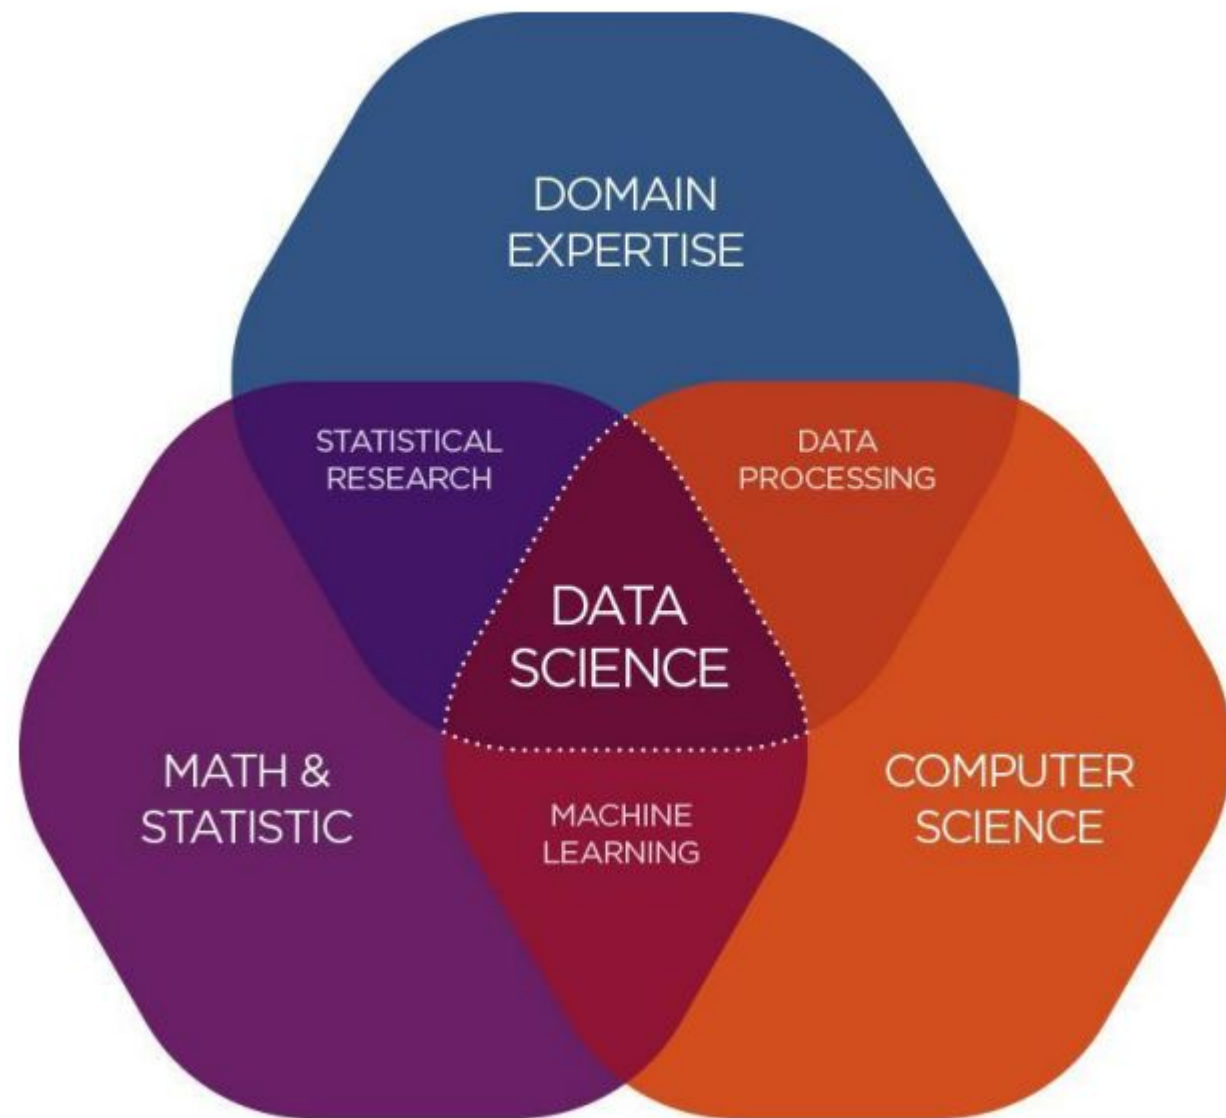 DOMAIN
EXPERTISE
STATISTICAL
RESEARCH
DATA
PROCESSING
DATA
SCIENCE
MATH &
STATISTIC
COMPUTER
SCIENCE
MACHINE
LEARNING